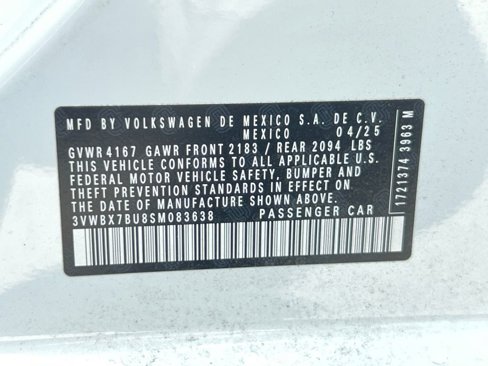 MFD BY VOLKSWAGEN DE MEXICO S.A. DE C.V.
MEXICO 04/25
GVWR 4167 GAWR FRONT 2183 / REAR 2094 LBS
THIS VEHICLE CONFORMS TO ALL APPLICABLE U.S.
FEDERAL MOTOR VEHICLE SAFETY, BUMPER AND
THEFT PREVENTION STANDARDS IN EFFECT ON
THE DATE OF MANUFACTURE SHOWN ABOVE.
3VWBX7BU8SM083638 PASSENGER CAR
1721374 3963 M